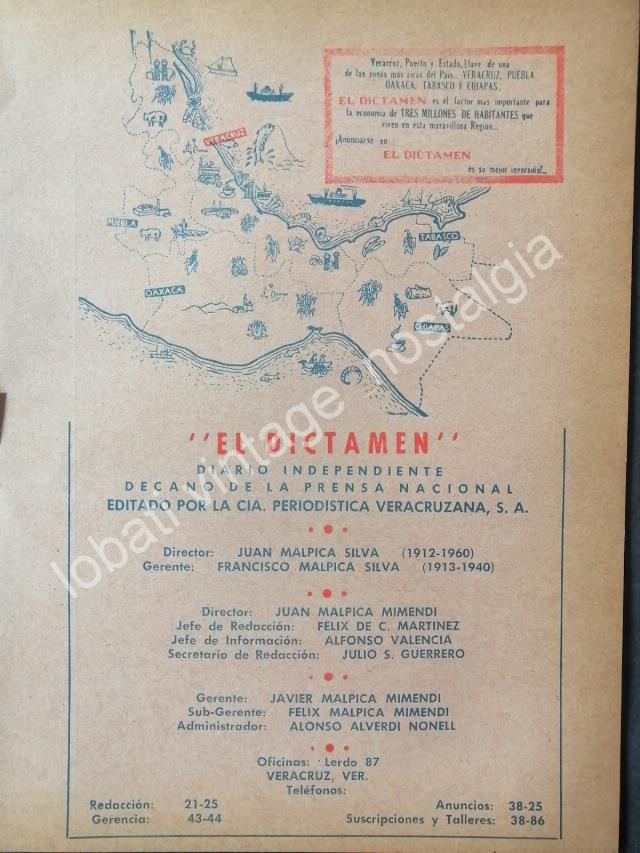 Veracruz, Puerto y Estado, Llave de una
de las zonas más ricas del País... VERACRUZ, PUEBLA
OAXACA, TABASCO Y CHIAPAS.
EL DICTAMEN es el factor mas importante para
la economía de TRES MILLONES DE HABITANTES que
viven en esta maravillosa Region...
¡Anunciarse en
EL DICTAMEN
es su mejor inversión!...
VERACRUZ
PUEBLA
TABASCO
OAXACA
CHIAPAS
lobati vintage nostalgia
''EL DICTAMEN''
DIARIO INDEPENDIENTE
DECANO DE LA PRENSA NACIONAL
EDITADO POR LA CIA. PERIODISTICA VERACRUZANA, S. A.
Director: JUAN MALPICA SILVA (1912-1960)
Gerente: FRANCISCO MALPICA SILVA (1913-1940)
Director: JUAN MALPICA MIMENDI
Jefe de Redacción: FELIX DE C. MARTINEZ
Jefe de Información: ALFONSO VALENCIA
Secretario de Redacción: JULIO S. GUERRERO
Gerente: JAVIER MALPICA MIMENDI
Sub-Gerente: FELIX MALPICA MIMENDI
Administrador: ALONSO ALVERDI NONELL
Oficinas: Lerdo 87
VERACRUZ, VER.
Teléfonos:
Redacción: 21-25 Anuncios: 38-25
Gerencia: 43-44 Suscripciones y Talleres: 38-86